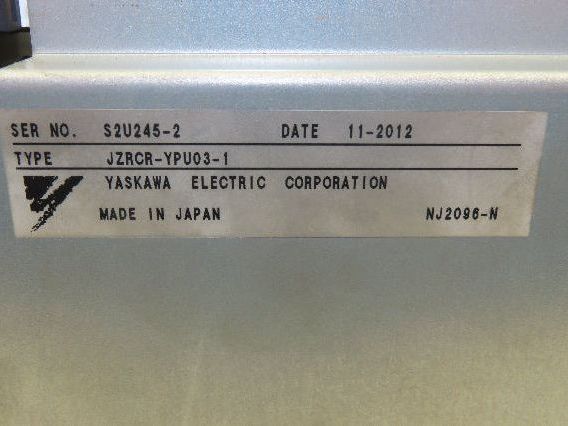 SER NO. S2U245-2 DATE 11-2012
TYPE JZRCR-YPU03-1
YASKAWA ELECTRIC CORPORATION
MADE IN JAPAN NJ2096-N